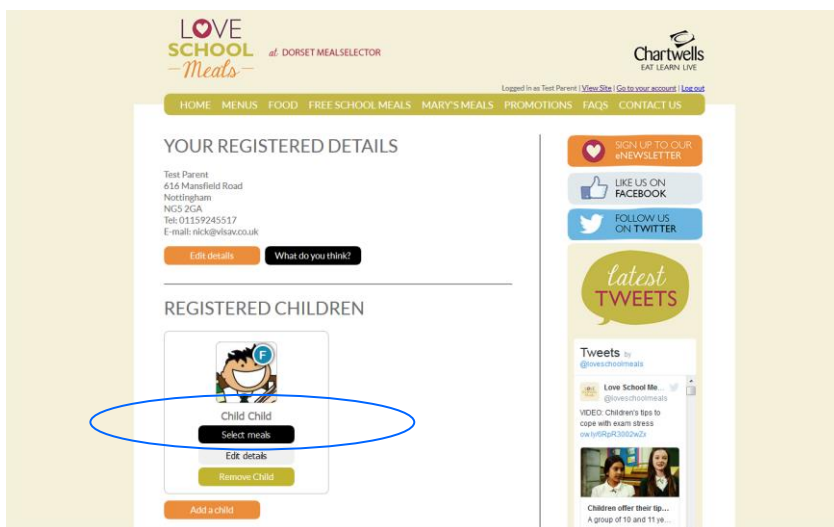 LOVE
SCHOOL
Meals
at DORSET MEALSELECTOR
Chartwells
EAT LEARN LIVE
Logged in as Test Parent | View Site | Go to your account | Log out
HOME MENUS FOOD FREE SCHOOL MEALS MARY'S MEALS PROMOTIONS FAQS CONTACT US
YOUR REGISTERED DETAILS
Test Parent
616 Mansfield Road
Nottingham
NG5 2GA
Tel: 01159245517
E-mail: nick@visav.co.uk
Edit details What do you think?
REGISTERED CHILDREN
F
Child Child
Select meals
Edit details
Remove Child
Add a child
SIGN UP TO OUR
eNEWSLETTER
LIKE US ON
FACEBOOK
FOLLOW US
ON TWITTER
latest
TWEETS
Tweets by
@loveschoolmeals
Love School Me...
@loveschoolmeals
VIDEO: Children's tips to
cope with exam stress
Children offer their tip...
A group of 10 and 11 ye...